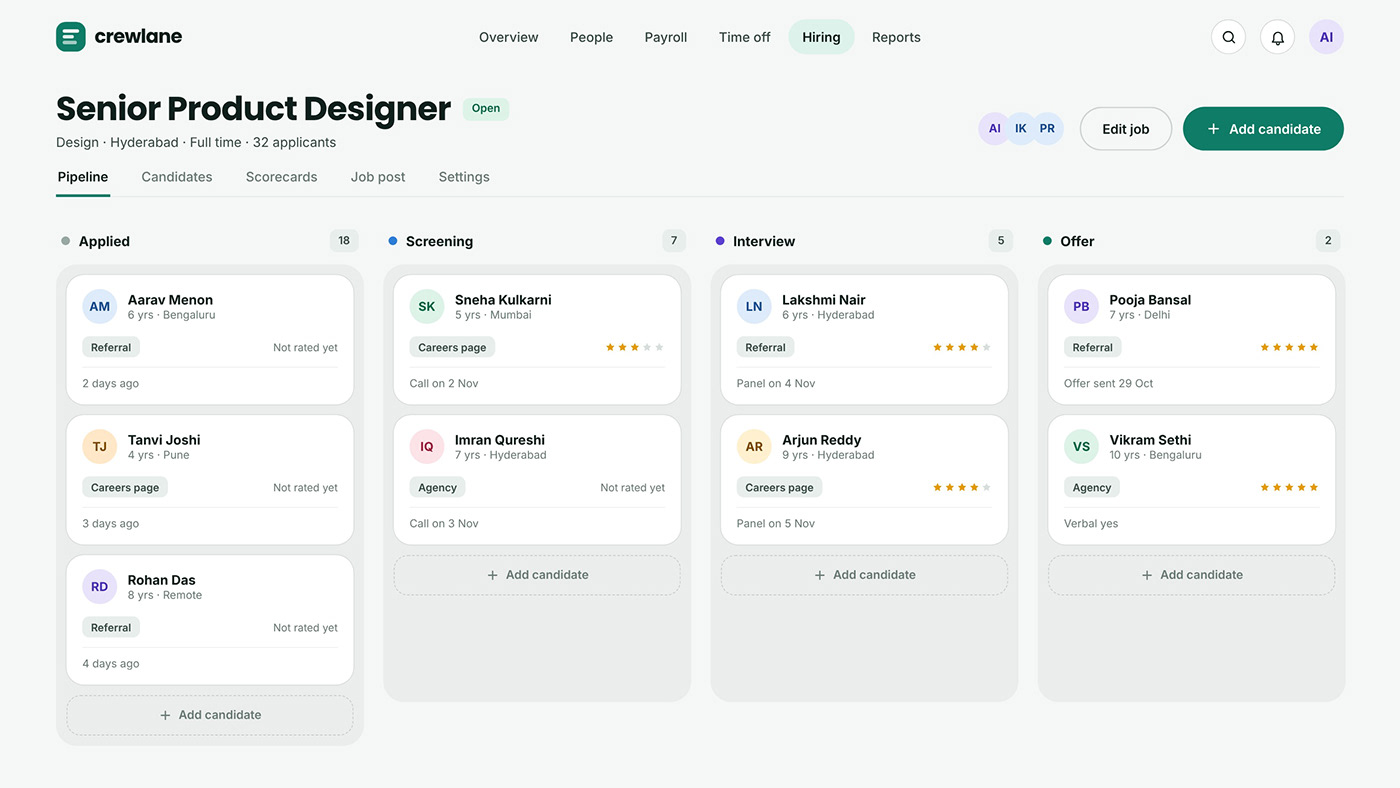 crewlane
Overview People Payroll Time off Hiring Reports
AI
Senior Product Designer Open
Design · Hyderabad · Full time · 32 applicants
AI IK PR
Edit job
+ Add candidate
Pipeline Candidates Scorecards Job post Settings
Applied 18
AM
Aarav Menon
6 yrs · Bengaluru
Referral Not rated yet
2 days ago
TJ
Tanvi Joshi
4 yrs · Pune
Careers page Not rated yet
3 days ago
RD
Rohan Das
8 yrs · Remote
Referral Not rated yet
4 days ago
+ Add candidate
Screening 7
SK
Sneha Kulkarni
5 yrs · Mumbai
Careers page
Call on 2 Nov
IQ
Imran Qureshi
7 yrs · Hyderabad
Agency Not rated yet
Call on 3 Nov
+ Add candidate
Interview 5
LN
Lakshmi Nair
6 yrs · Hyderabad
Referral
Panel on 4 Nov
AR
Arjun Reddy
9 yrs · Hyderabad
Careers page
Panel on 5 Nov
+ Add candidate
Offer 2
PB
Pooja Bansal
7 yrs · Delhi
Referral
Offer sent 29 Oct
VS
Vikram Sethi
10 yrs · Bengaluru
Agency
Verbal yes
+ Add candidate